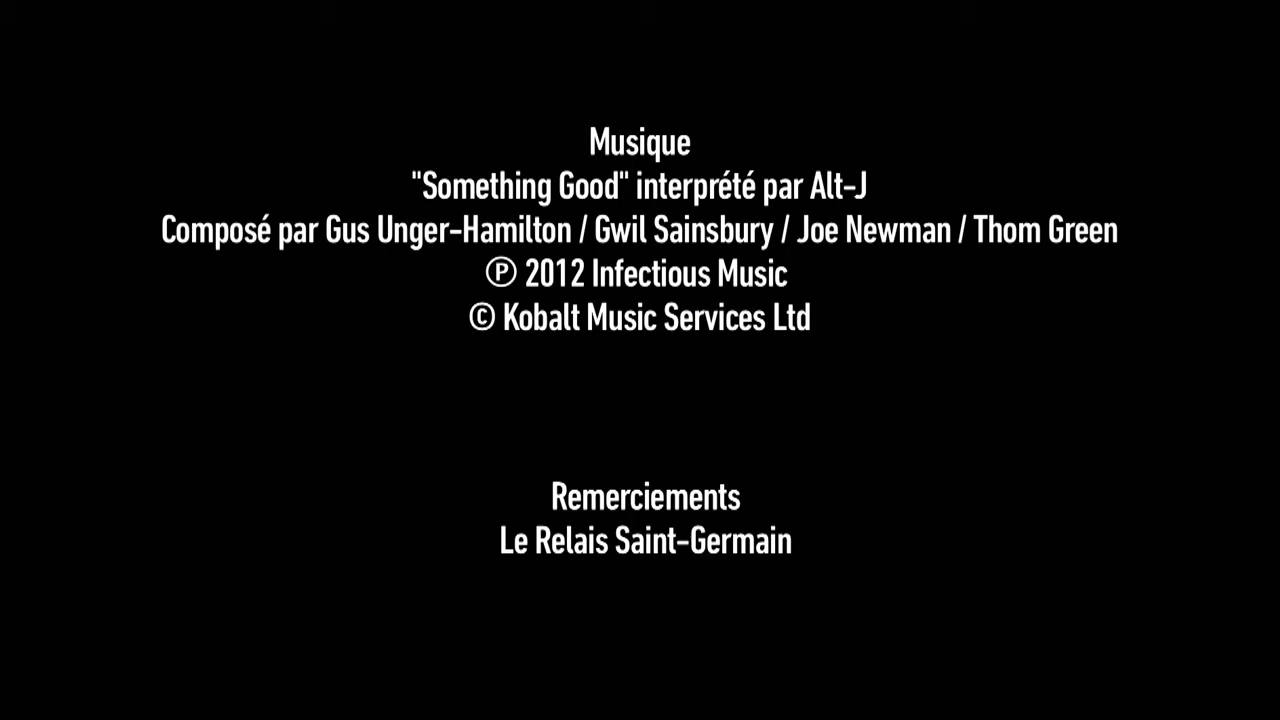 Musique
"Something Good" interprété par Alt-J
Composé par Gus Unger-Hamilton / Gwil Sainsbury / Joe Newman / Thom Green
℗ 2012 Infectious Music
© Kobalt Music Services Ltd
Remerciements
Le Relais Saint-Germain